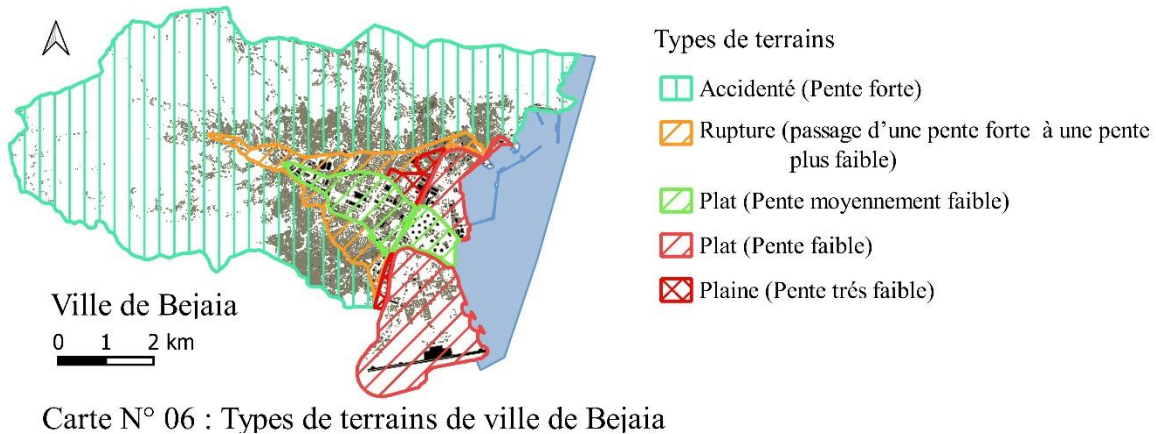 Types de terrains
Accidenté (Pente forte)
Rupture (passage d'une pente forte à une pente
plus faible)
Plat (Pente moyennement faible)
Plat (Pente faible)
Plaine (Pente trés faible)
Ville de Bejaia
0 1 2 km
Carte N° 06 : Types de terrains de ville de Bejaia